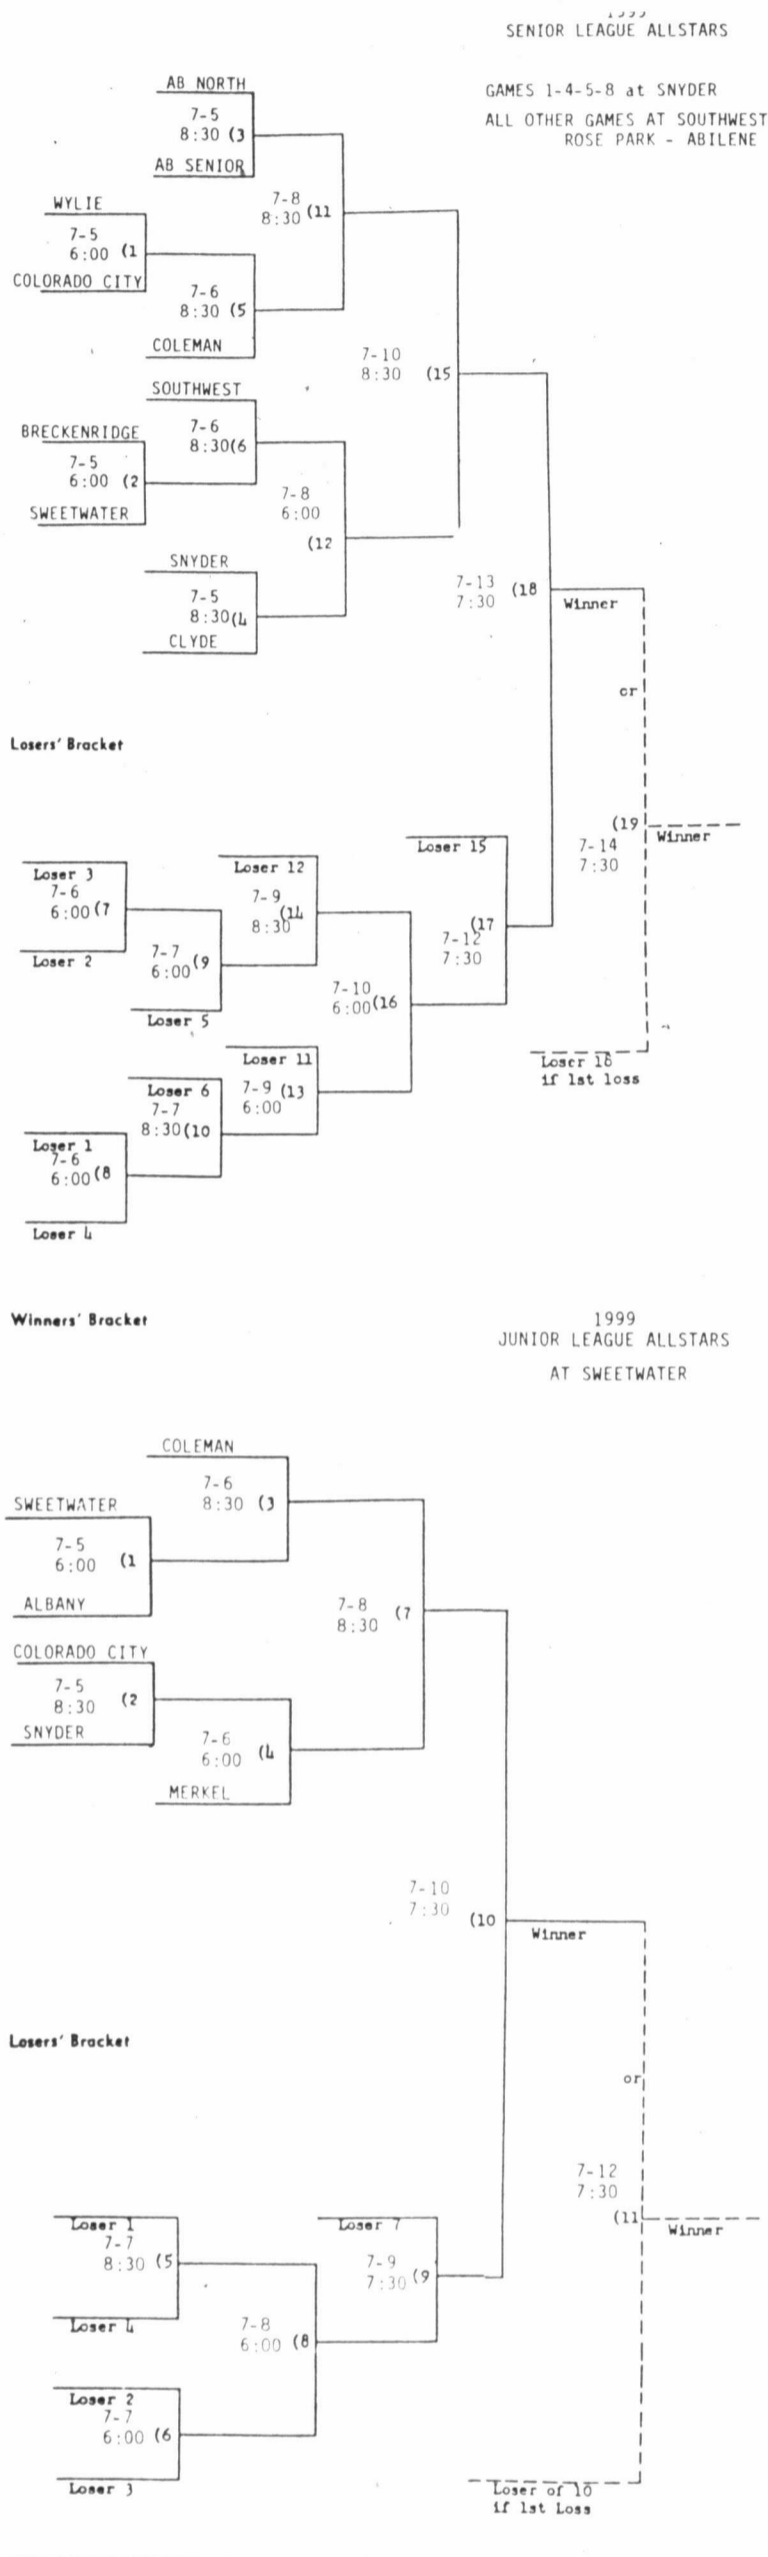 SENIOR LEAGUE ALLSTARS
GAMES 1-4-5-8 at SNYDER
ALL OTHER GAMES AT SOUTHWEST
ROSE PARK - ABILENE
AB NORTH
7-5
8:30 (3
AB SENIOR
7-8
8:30 (11
WYLIE
7-5
6:00 (1
COLORADO CITY
7-6
8:30 (5
COLEMAN
7-10
8:30 (15
SOUTHWEST
7-6
8:30(6
BRECKENRIDGE
7-5
6:00 (2
SWEETWATER
7-8
6:00
(12
SNYDER
7-5
8:30(4
CLYDE
7-13
7:30 (18
Winner
or
Losers' Bracket
(19
7-14
7:30
Winner
Loser 15
(17
7-12
7:30
Loser 3
7-6
6:00(7
Loser 2
Loser 12
7-9
(14
8:30
7-7
6:00(9
Loser 5
7-10
6:00(16
Loser 11
7-9 (13
6:00
Loser 6
7-7
8:30(10
Loser 1
7-6
6:00(8
Loser 4
Loser 18
if 1st loss
Winners' Bracket
1999
JUNIOR LEAGUE ALLSTARS
AT SWEETWATER
COLEMAN
7-6
8:30 (3
SWEETWATER
7-5
6:00 (1
ALBANY
7-8
8:30 (7
COLORADO CITY
7-5
8:30 (2
SNYDER
7-6
6:00 (4
MERKEL
7-10
7:30
(10
Winner
Losers' Bracket
or
7-12
7:30
(11
Winner
Loser 1
7-7
8:30 (5
Loser 4
Loser 7
7-9
7:30 (9
7-8
6:00 (8
Loser 2
7-7
6:00 (6
Loser 3
Loser of 10
if 1st Loss